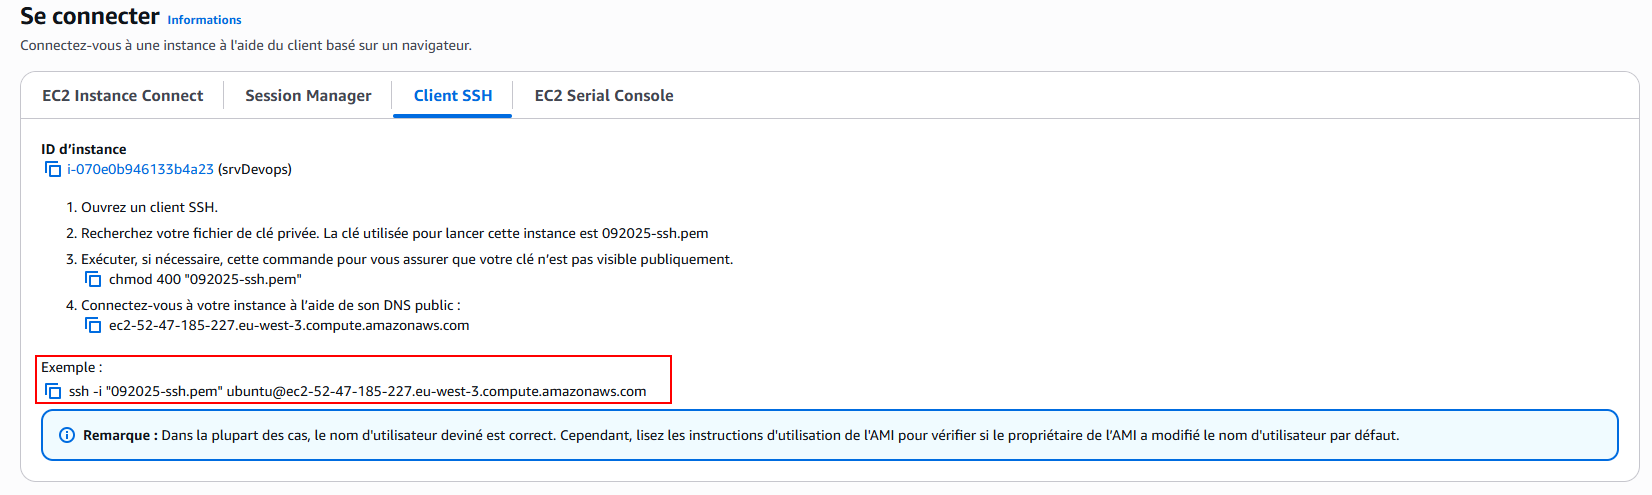 Se connecter Informations
Connectez-vous à une instance à l'aide du client basé sur un navigateur.
EC2 Instance Connect Session Manager Client SSH EC2 Serial Console
ID d’instance
i-070e0b946133b4a23 (srvDevops)
1. Ouvrez un client SSH.
2. Recherchez votre fichier de clé privée. La clé utilisée pour lancer cette instance est 092025-ssh.pem
3. Exécuter, si nécessaire, cette commande pour vous assurer que votre clé n’est pas visible publiquement.
chmod 400 "092025-ssh.pem"
4. Connectez-vous à votre instance à l’aide de son DNS public :
ec2-52-47-185-227.eu-west-3.compute.amazonaws.com
Exemple :
ssh -i "092025-ssh.pem" ubuntu@ec2-52-47-185-227.eu-west-3.compute.amazonaws.com
Remarque : Dans la plupart des cas, le nom d'utilisateur deviné est correct. Cependant, lisez les instructions d'utilisation de l'AMI pour vérifier si le propriétaire de l’AMI a modifié le nom d'utilisateur par défaut.